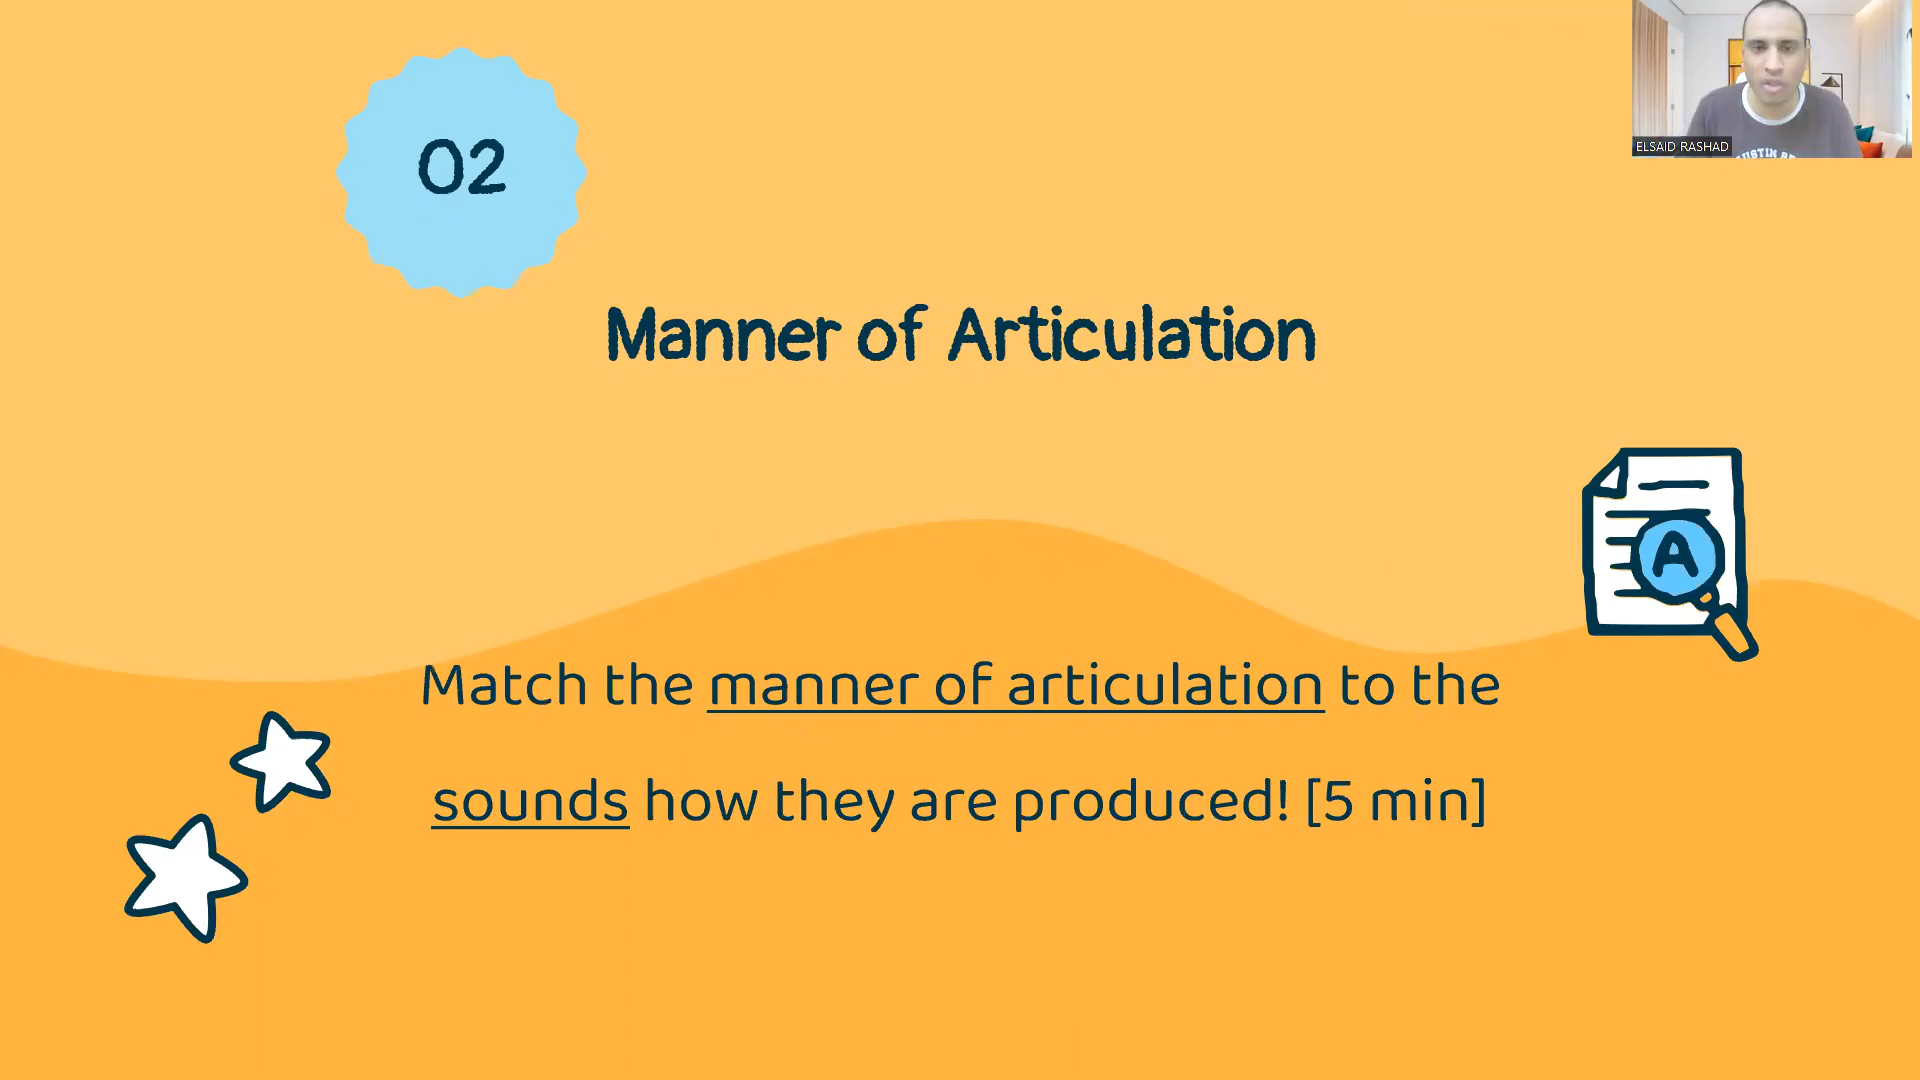 02
Manner of Articulation
A
Match the manner of articulation to the
sounds how they are produced! [5 min]
ELSAID RASHAD